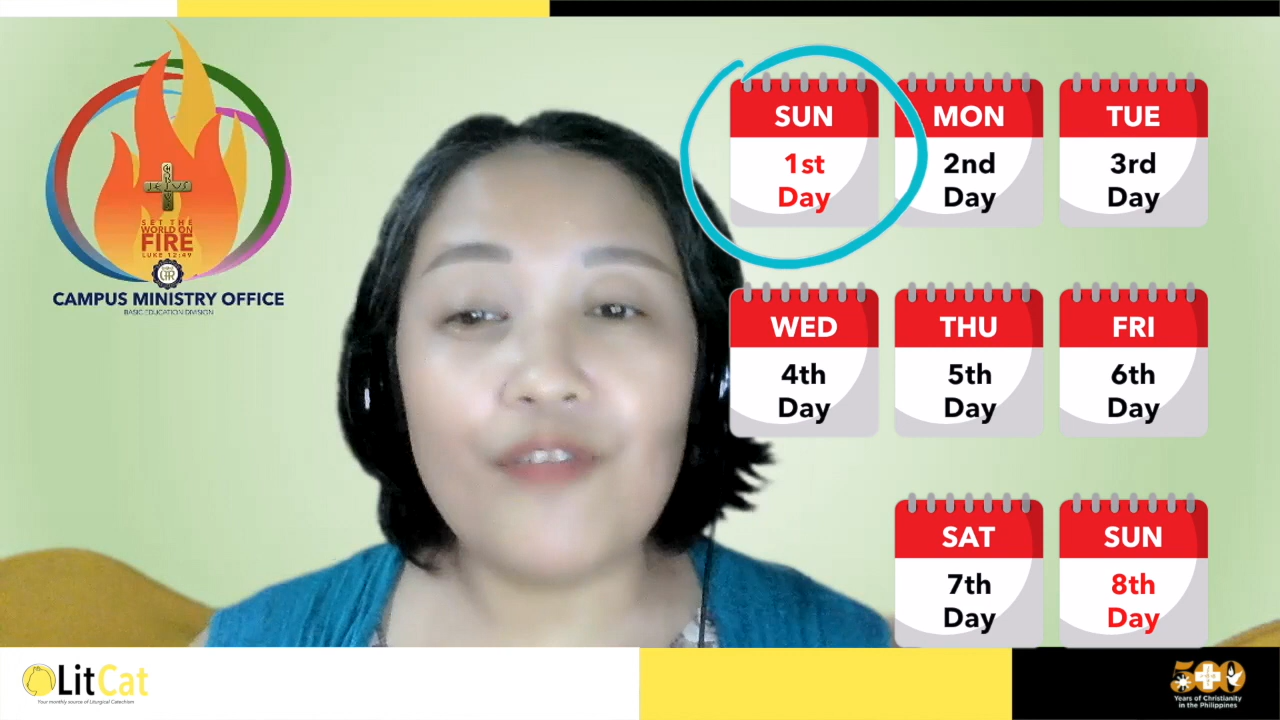 CHRIST
JESUS
SET THE
WORLD ON
FIRE
LUKE 12:49
CAMPUS MINISTRY OFFICE
BASIC EDUCATION DIVISION
SUN
1st
Day
MON
2nd
Day
TUE
3rd
Day
WED
4th
Day
THU
5th
Day
FRI
6th
Day
SAT
7th
Day
SUN
8th
Day
LitCat
Your monthly source of Liturgical Catechism
500
Years of Christianity
in the Philippines